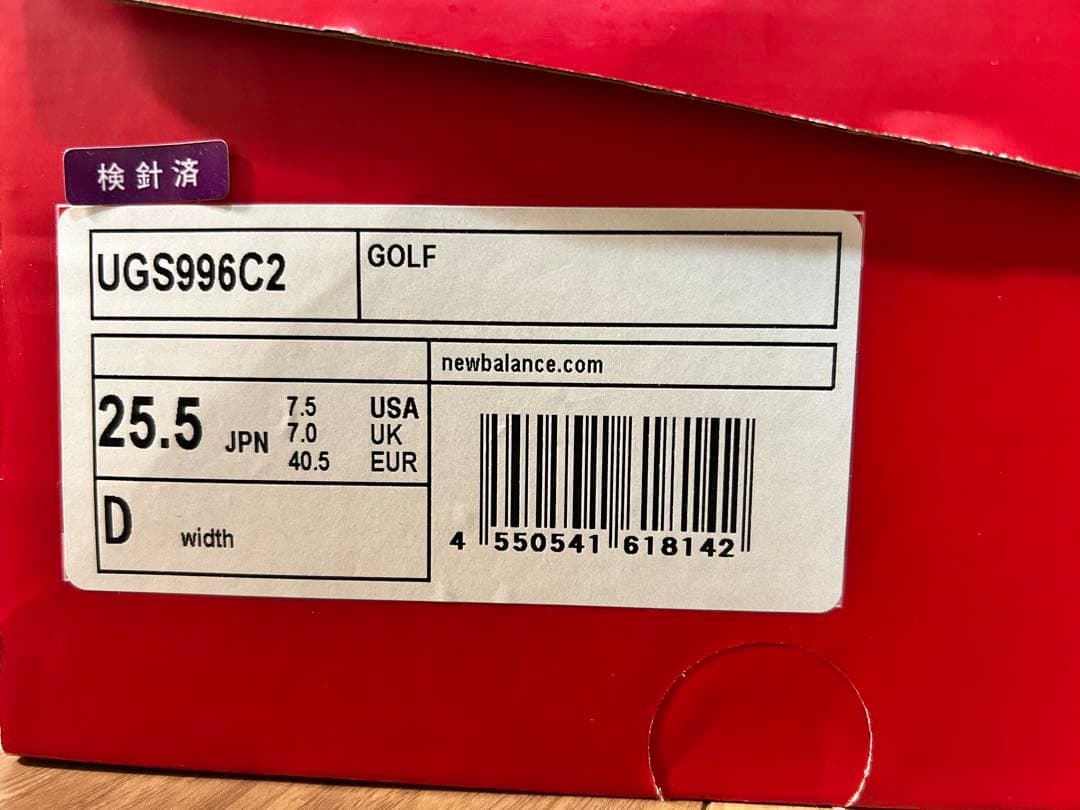 検針済
UGS996C2
GOLF
newbalance.com
25.5 JPN
7.5 USA
7.0 UK
40.5 EUR
D width
4 550541 618142